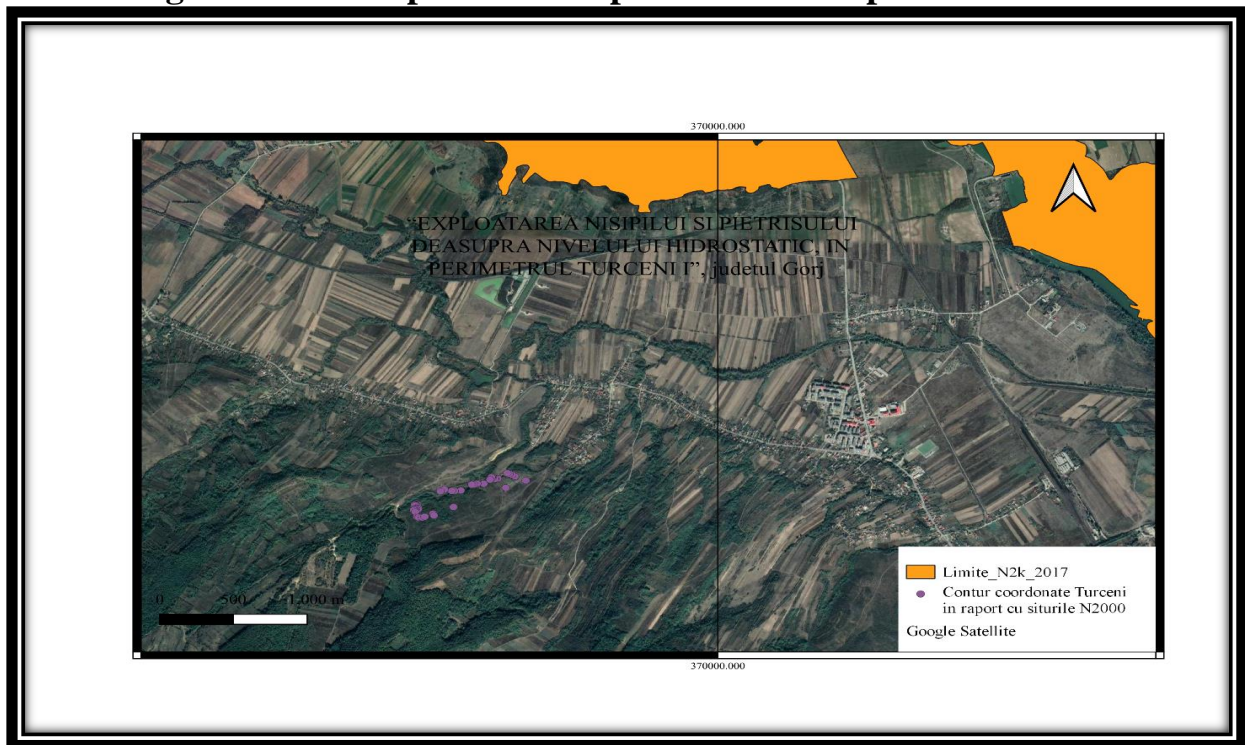 370000.000
“EXPLOATAREA NISIPILUI SI PIETRISULUI
DEASUPRA NIVELULUI HIDROSTATIC, IN
PERIMETRUL TURCENI I”, judetul Gorj
Limite_N2k_2017
Contur coordonate Turceni
in raport cu siturile N2000
Google Satellite
0 500 1.000 m
370000.000